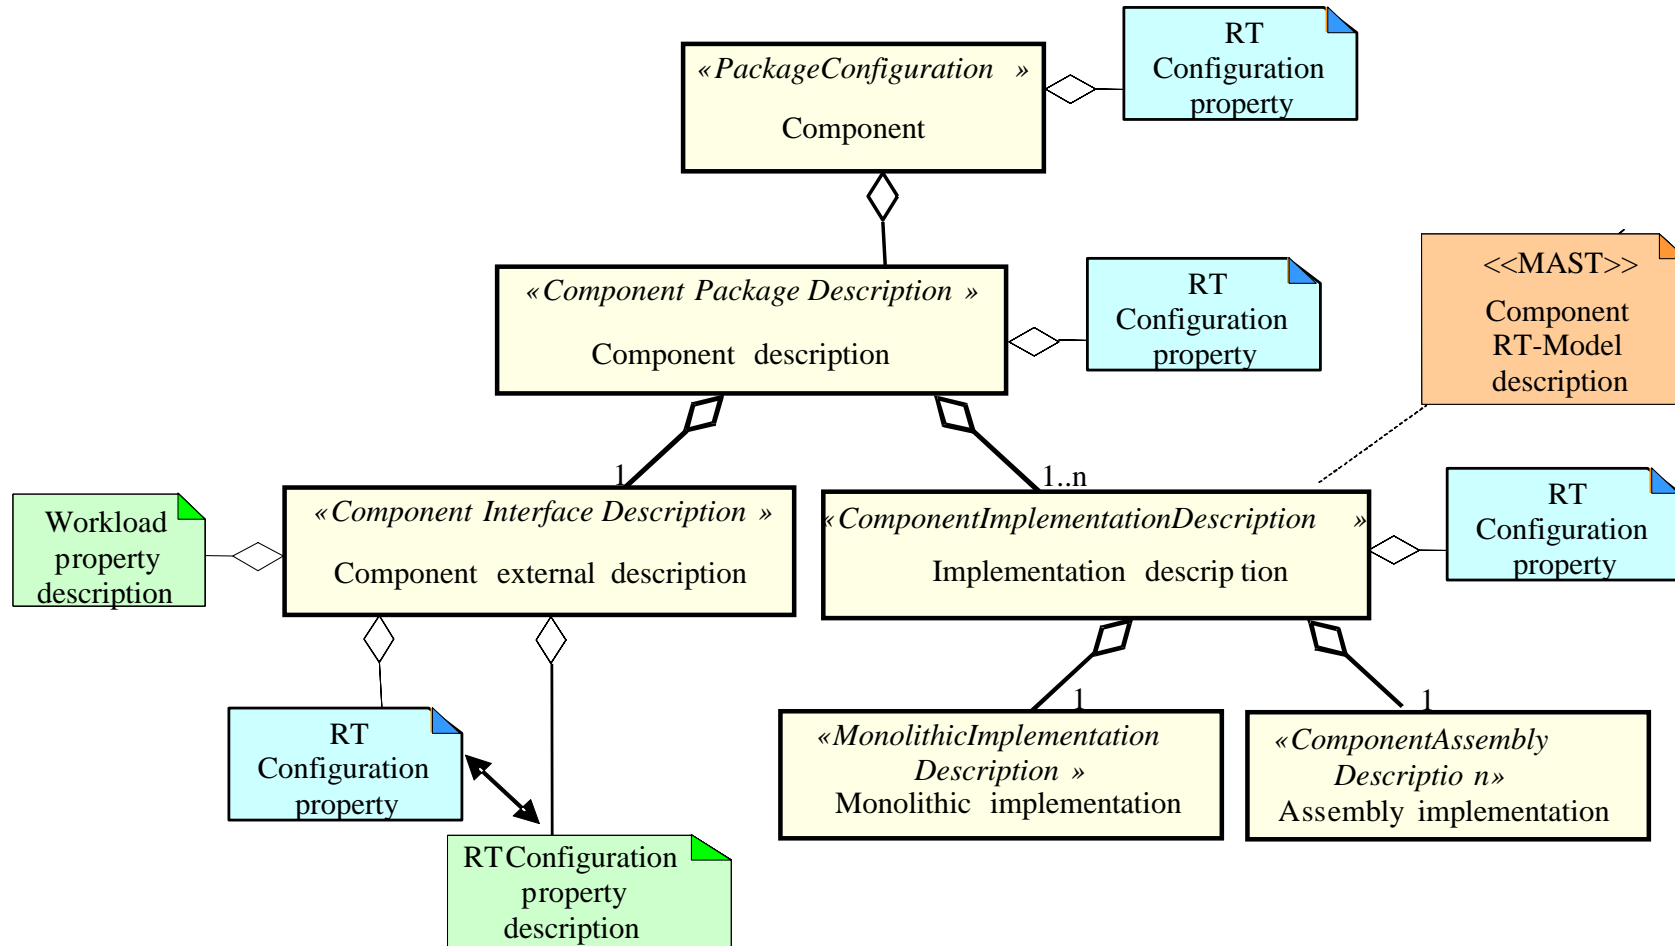 RT
Configuration
property
«PackageConfiguration »
Component
RT
Configuration
property
«Component Package Description »
Component description
<<MAST>>
Component
RT-Model
description
1
1..n
Workload
property
description
«Component Interface Description »
Component external description
«ComponentImplementationDescription »
Implementation descrip tion
RT
Configuration
property
RT
Configuration
property
1
1
«MonolithicImplementation
Description »
Monolithic implementation
«ComponentAssembly
Descriptio n»
Assembly implementation
RTConfiguration
property
description